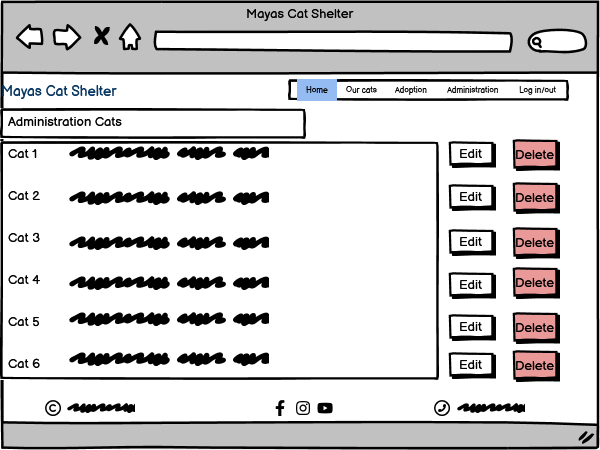 Mayas Cat Shelter
Mayas Cat Shelter
Home Our cats Adoption Administration Log in/out
Administration Cats
Cat 1 Edit Delete
Cat 2 Edit Delete
Cat 3 Edit Delete
Cat 4 Edit Delete
Cat 5 Edit Delete
Cat 6 Edit Delete
©